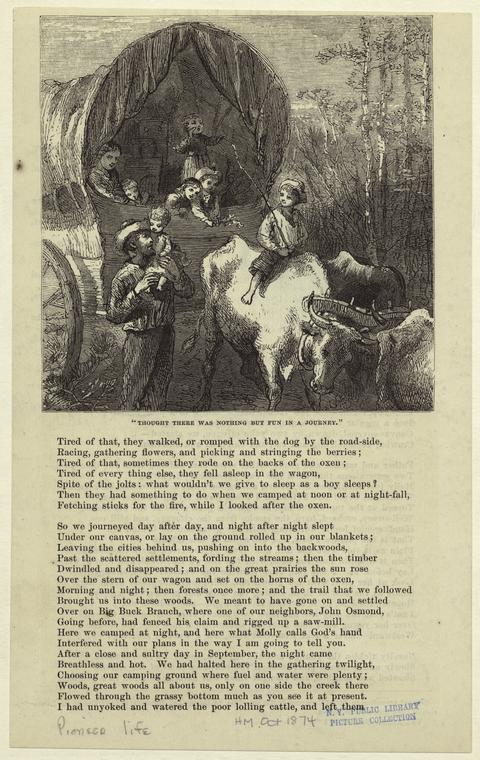 "THOUGHT THERE WAS NOTHING BUT FUN IN A JOURNEY."
Tired of that, they walked, or romped with the dog by the road-side,
Racing, gathering flowers, and picking and stringing the berries;
Tired of that, sometimes they rode on the backs of the oxen;
Tired of every thing else, they fell asleep in the wagon,
Spite of the jolts: what wouldn't we give to sleep as a boy sleeps?
Then they had something to do when we camped at noon or at night-fall,
Fetching sticks for the fire, while I looked after the oxen.
So we journeyed day after day, and night after night slept
Under our canvas, or lay on the ground rolled up in our blankets;
Leaving the cities behind us, pushing on into the backwoods,
Past the scattered settlements, fording the streams; then the timber
Dwindled and disappeared; and on the great prairies the sun rose
Over the stern of our wagon and set on the horns of the oxen,
Morning and night; then forests once more; and the trail that we followed
Brought us into these woods. We meant to have gone on and settled
Over on Big Buck Branch, where one of our neighbors, John Osmond,
Going before, had fenced his claim and rigged up a saw-mill.
Here we camped at night, and here what Molly calls God's hand
Interfered with our plans in the way I am going to tell you.
After a close and sultry day in September, the night came
Breathless and hot. We had halted here in the gathering twilight,
Choosing our camping ground where fuel and water were plenty;
Woods, great woods all about us, only on one side the creek there
Flowed through the grassy bottom much as you see it at present.
I had unyoked and watered the poor lolling cattle, and left them
Pioneer life
HM Oct 1874
N. Y. PUBLIC LIBRARY
PICTURE COLLECTION